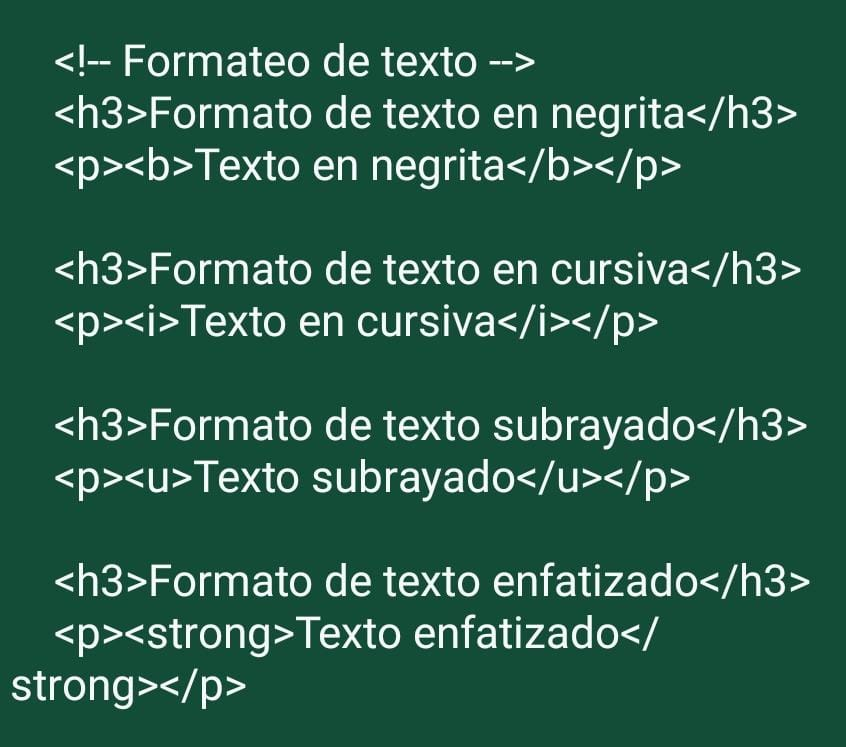 <!-- Formateo de texto -->
<h3>Formato de texto en negrita</h3>
<p><b>Texto en negrita</b></p>
<h3>Formato de texto en cursiva</h3>
<p><i>Texto en cursiva</i></p>
<h3>Formato de texto subrayado</h3>
<p><u>Texto subrayado</u></p>
<h3>Formato de texto enfatizado</h3>
<p><strong>Texto enfatizado</
strong></p>